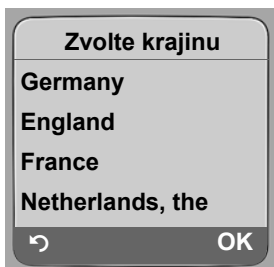 Zvolte krajinu
Germany
England
France
Netherlands, the
OK